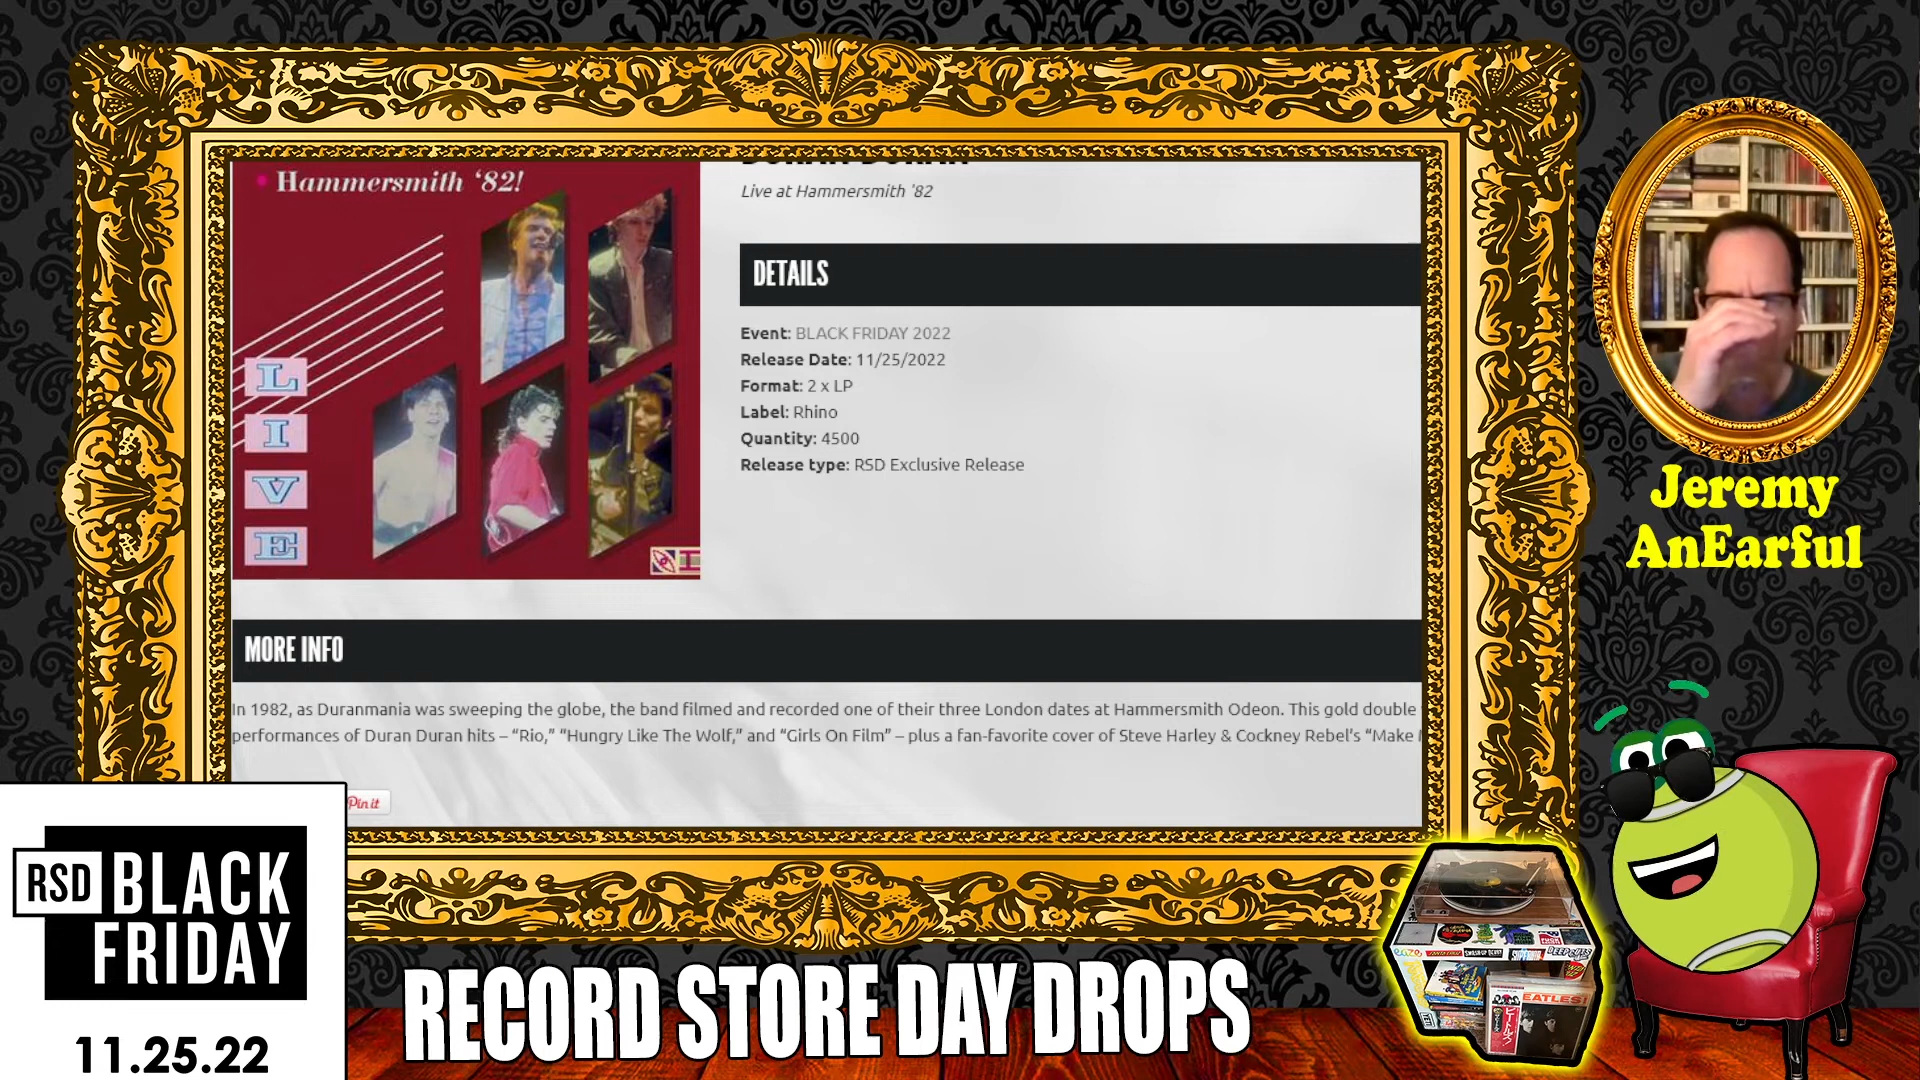 Hammersmith ‘82!
LIVE
Live at Hammersmith '82
DETAILS
Event: BLACK FRIDAY 2022
Release Date: 11/25/2022
Format: 2 x LP
Label: Rhino
Quantity: 4500
Release type: RSD Exclusive Release
MORE INFO
In 1982, as Duranmania was sweeping the globe, the band filmed and recorded one of their three London dates at Hammersmith Odeon. This gold double
performances of Duran Duran hits – “Rio,” “Hungry Like The Wolf,” and “Girls On Film” – plus a fan-favorite cover of Steve Harley & Cockney Rebel’s “Make
Pin it
Jeremy
AnEarful
RSD BLACK
FRIDAY
11.25.22
RECORD STORE DAY DROPS
EATLES!